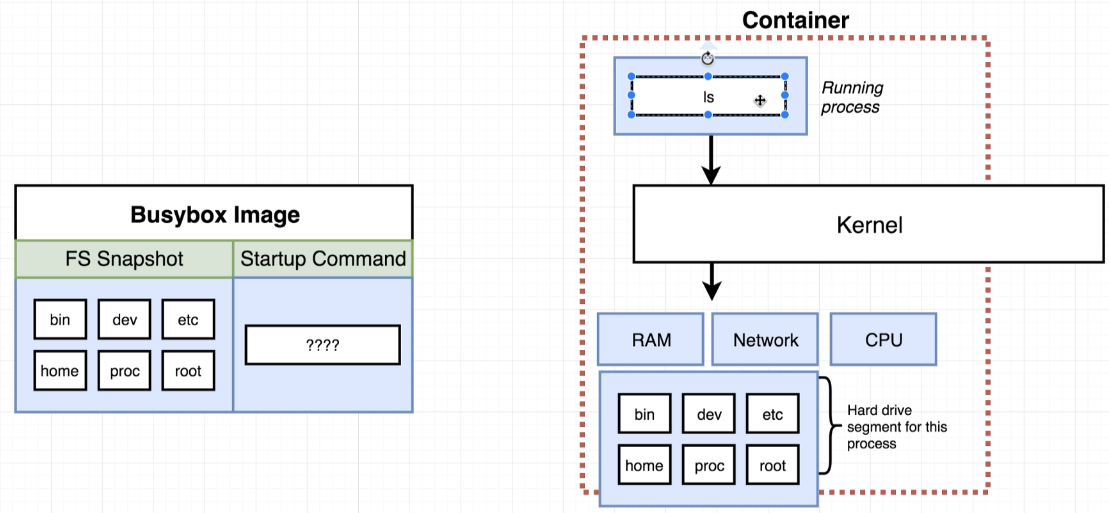 Container
ls
Running
process
Kernel
Busybox Image
FS Snapshot
Startup Command
bin
dev
etc
home
proc
root
????
RAM
Network
CPU
bin
dev
etc
home
proc
root
Hard drive
segment for this
process